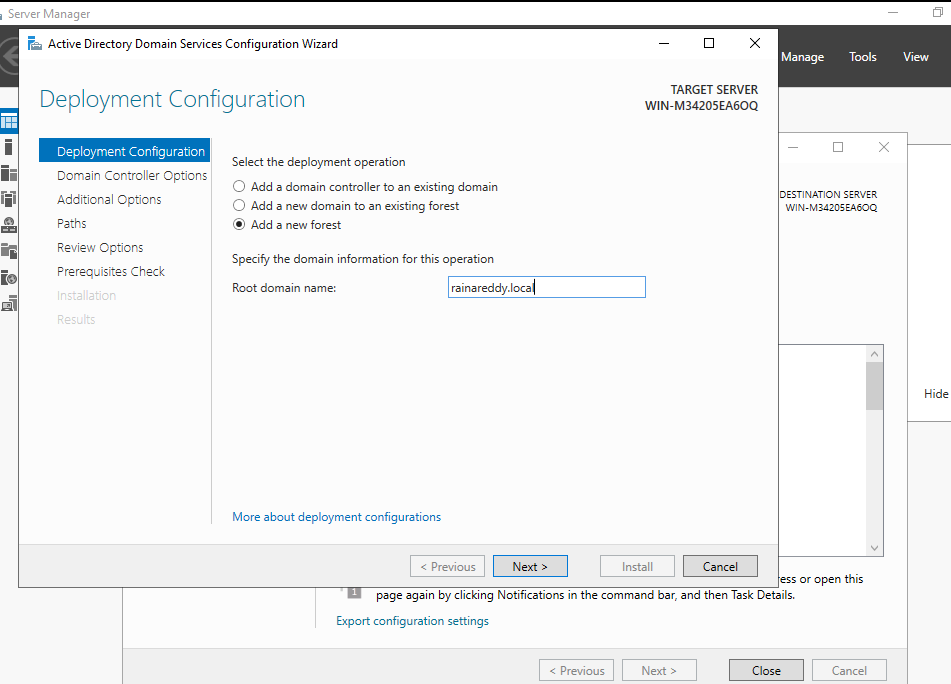 Server Manager
Active Directory Domain Services Configuration Wizard
Manage Tools View
Deployment Configuration
TARGET SERVER
WIN-M34205EA6OQ
Deployment Configuration
Domain Controller Options
Additional Options
Paths
Review Options
Prerequisites Check
Installation
Results
Select the deployment operation
Add a domain controller to an existing domain
Add a new domain to an existing forest
Add a new forest
Specify the domain information for this operation
Root domain name: rainareddy.local
More about deployment configurations
< Previous Next > Install Cancel
DESTINATION SERVER
WIN-M34205EA6OQ
Hide
or open this
1
page again by clicking Notifications in the command bar, and then Task Details.
Export configuration settings
< Previous Next > Close Cancel